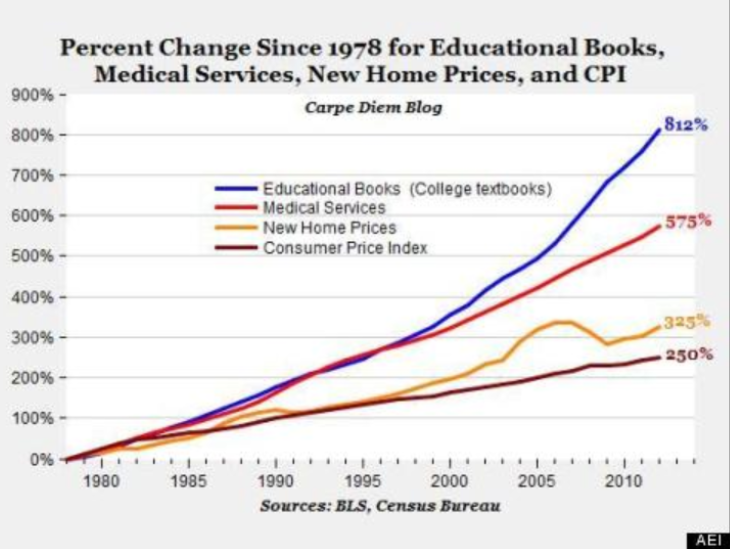 Percent Change Since 1978 for Educational Books,
Medical Services, New Home Prices, and CPI
Carpe Diem Blog
900%
800%
700%
600%
500%
400%
300%
200%
100%
0%
812%
575%
325%
250%
Educational Books (College textbooks)
Medical Services
New Home Prices
Consumer Price Index
1980 1985 1990 1995 2000 2005 2010
Sources: BLS, Census Bureau
AEI